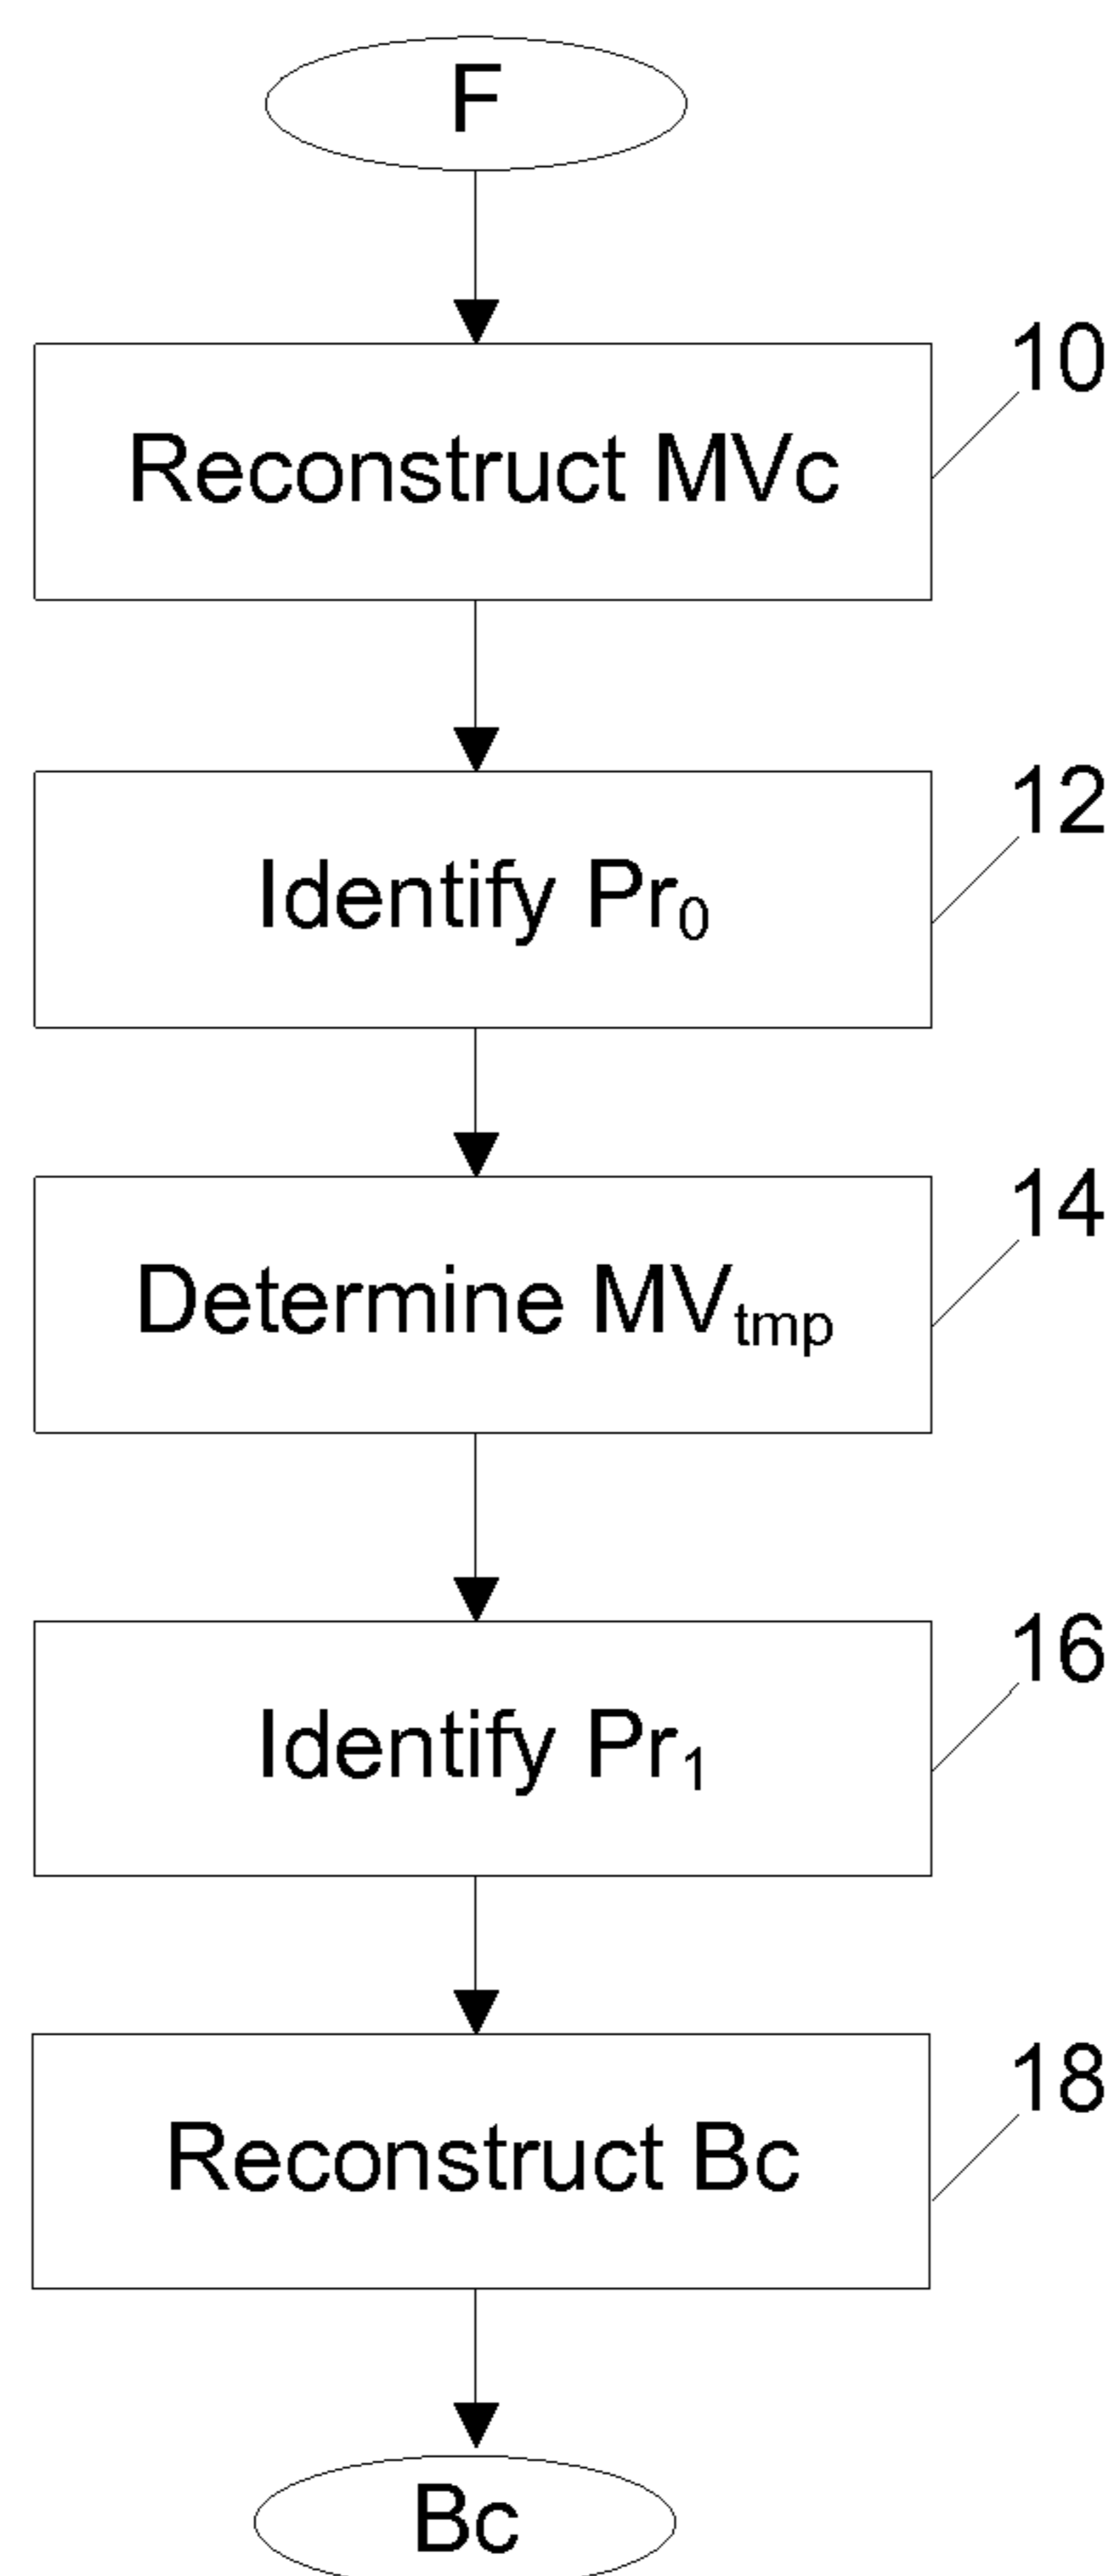 F
10
Reconstruct MVc
12
Identify Pr₀
14
Determine MVₜₘₚ
16
Identify Pr₁
18
Reconstruct Bc
Bc